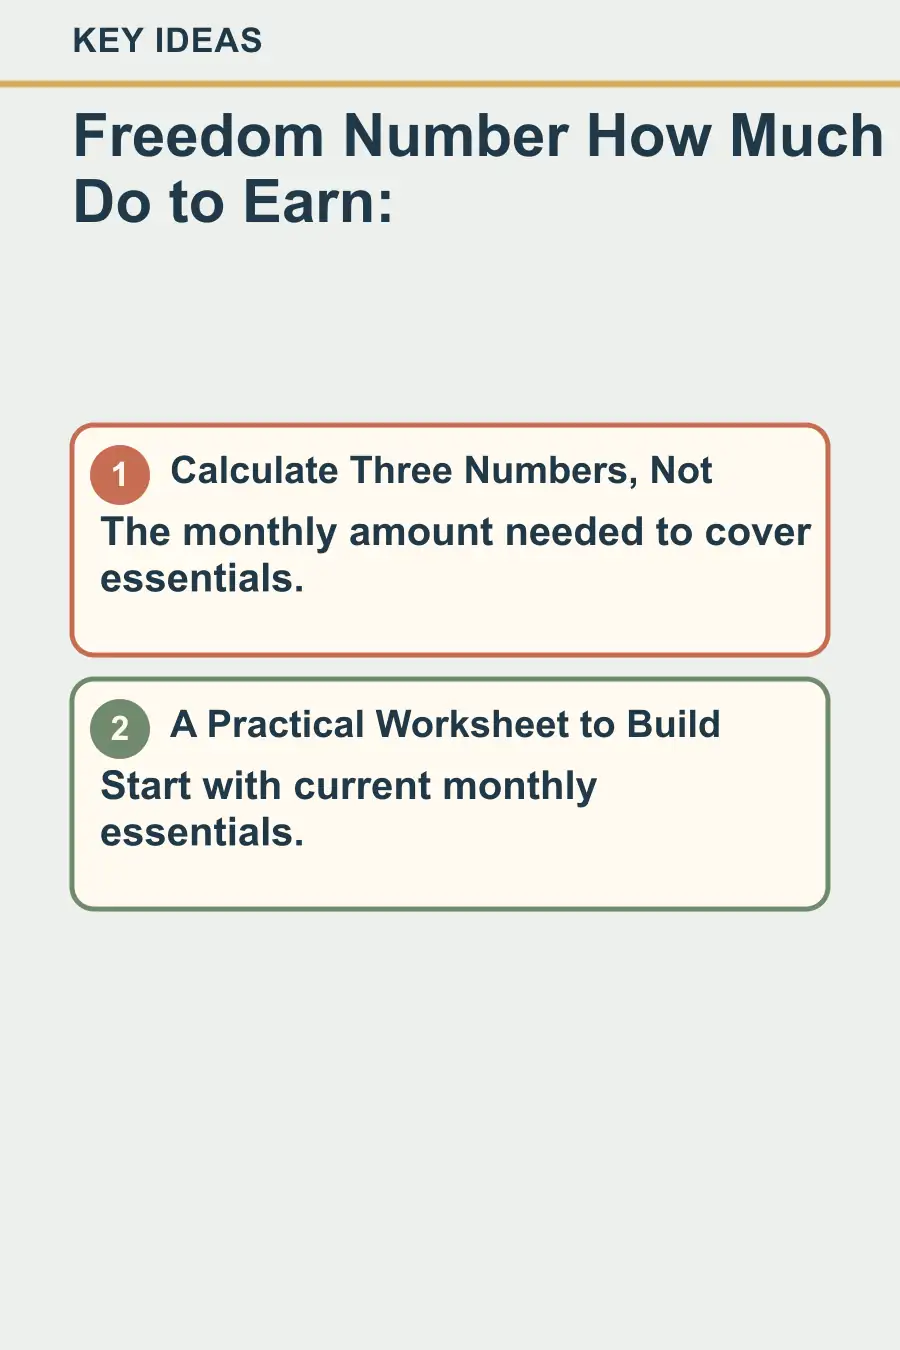 KEY IDEAS
Freedom Number How Much
Do to Earn:
1 Calculate Three Numbers, Not
The monthly amount needed to cover
essentials.
2 A Practical Worksheet to Build
Start with current monthly
essentials.